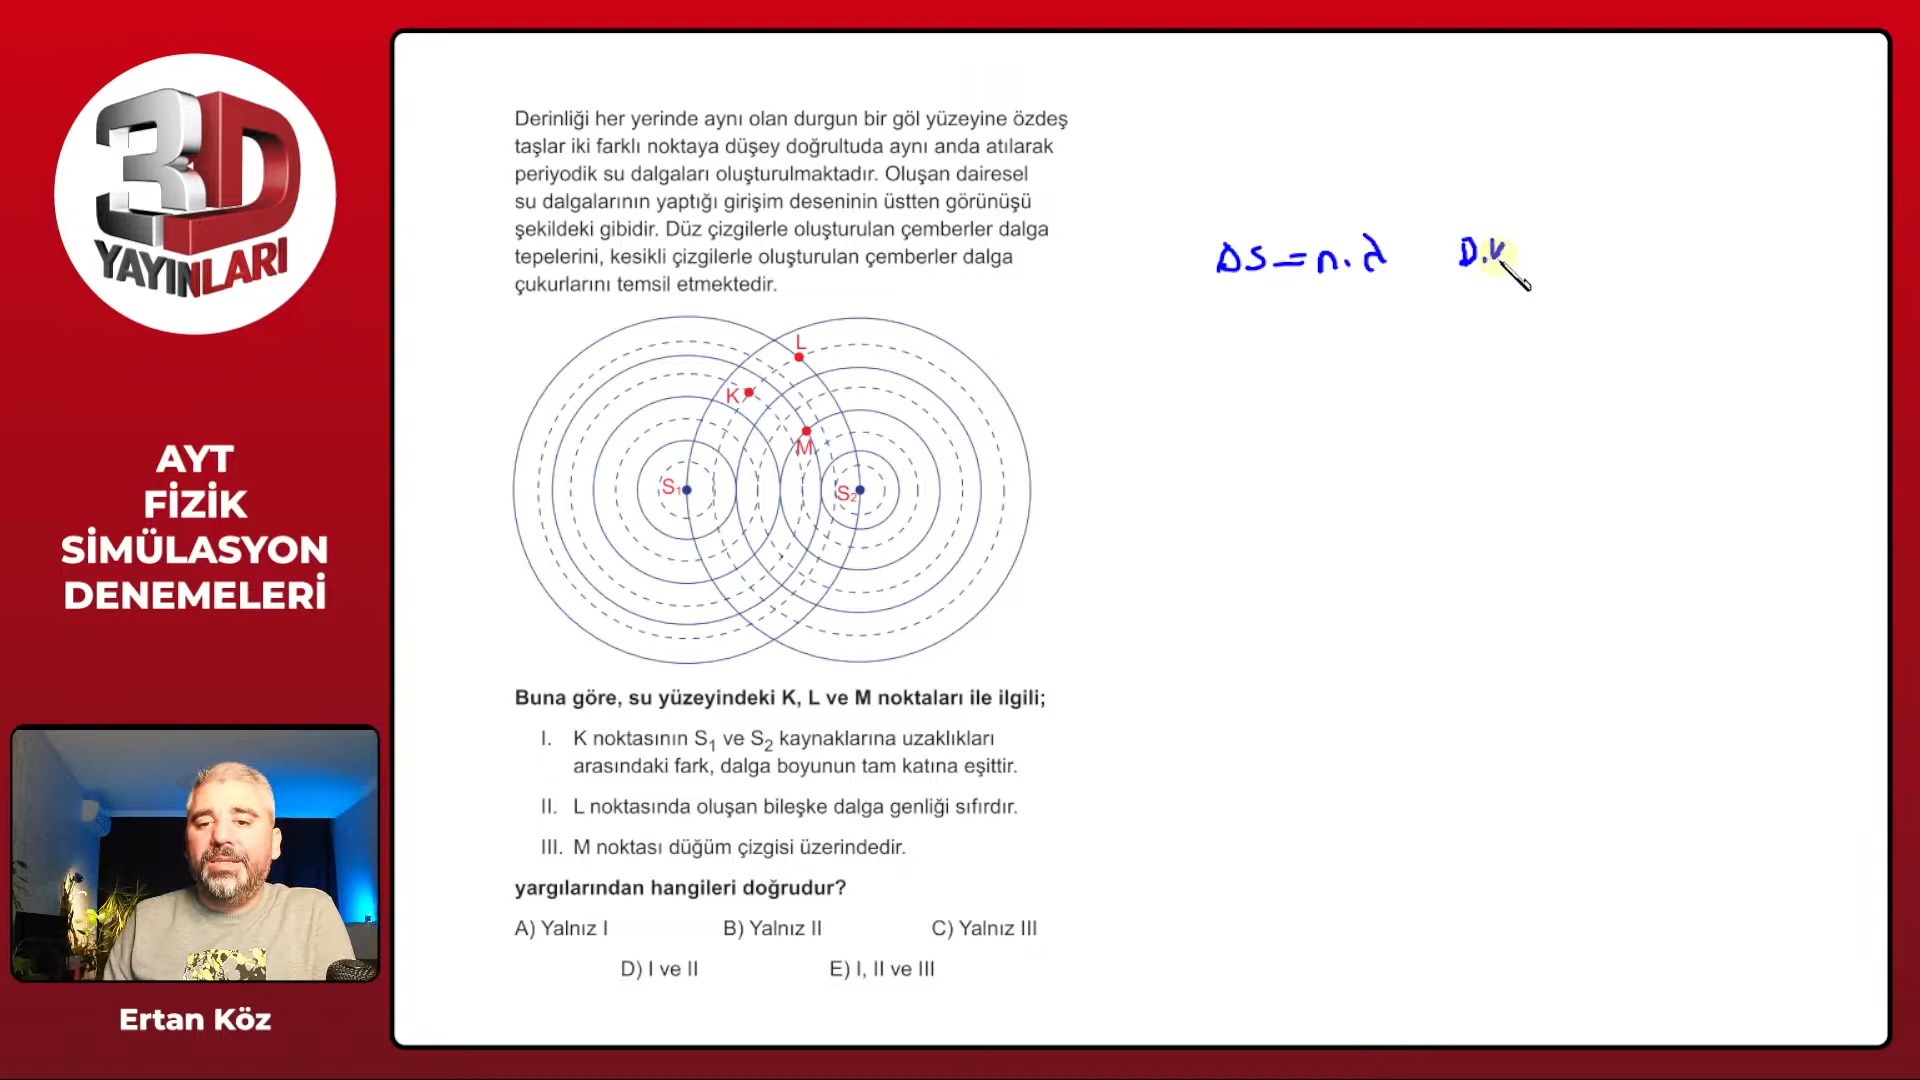 3D
YAYINLARI
AYT
FİZİK
SİMÜLASYON
DENEMELERİ
Ertan Köz
Derinliği her yerinde aynı olan durgun bir göl yüzeyine özdeş
taşlar iki farklı noktaya düşey doğrultuda aynı anda atılarak
periyodik su dalgaları oluşturulmaktadır. Oluşan dairesel
su dalgalarının yaptığı girişim deseninin üstten görünüşü
şekildeki gibidir. Düz çizgilerle oluşturulan çemberler dalga
tepelerini, kesikli çizgilerle oluşturulan çemberler dalga
çukurlarını temsil etmektedir.
L
K
M
S₁
S₂
Buna göre, su yüzeyindeki K, L ve M noktaları ile ilgili;
I. K noktasının S₁ ve S₂ kaynaklarına uzaklıkları
arasındaki fark, dalga boyunun tam katına eşittir.
II. L noktasında oluşan bileşke dalga genliği sıfırdır.
III. M noktası düğüm çizgisi üzerindedir.
yargılarından hangileri doğrudur?
A) Yalnız I B) Yalnız II C) Yalnız III
D) I ve II E) I, II ve III
ΔS = n.λ D.K